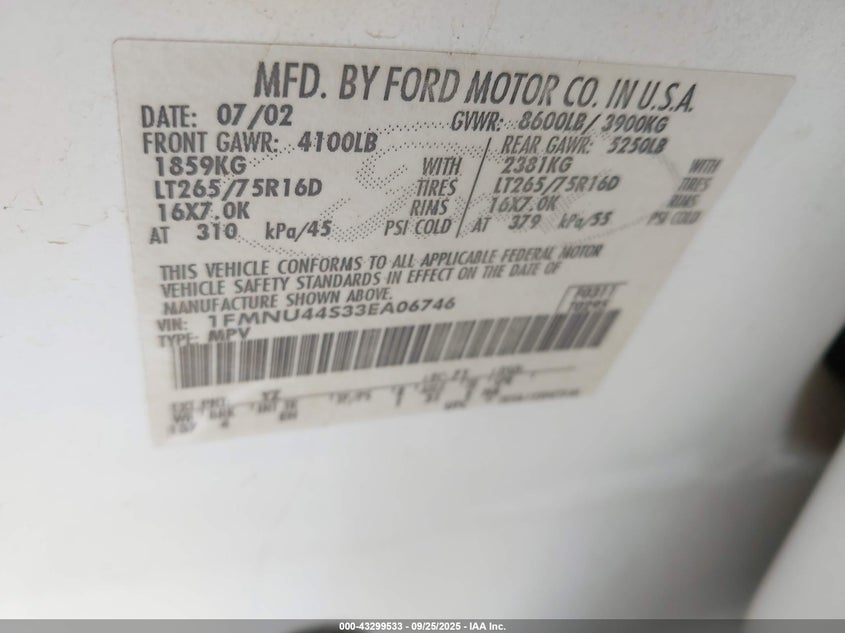 MFD. BY FORD MOTOR CO. IN U.S.A.
DATE: 07/02 GVWR: 8600LB/ 3900KG
FRONT GAWR: 4100LB REAR GAWR: 5250LB
1859KG WITH 2381KG WITH
LT265/75R16D TIRES LT265/75R16D TIRES
16X7.0K RIMS 16X7.0K RIMS
AT 310 kPa/45 PSI COLD AT 379 kPa/55 PSI COLD
THIS VEHICLE CONFORMS TO ALL APPLICABLE FEDERAL MOTOR
VEHICLE SAFETY STANDARDS IN EFFECT ON THE DATE OF
MANUFACTURE SHOWN ABOVE.
VIN: 1FMNU44S33EA06746
TYPE: MPV
EXT PNT: YZ
000-43299533 - 09/25/2025 - IAA Inc.